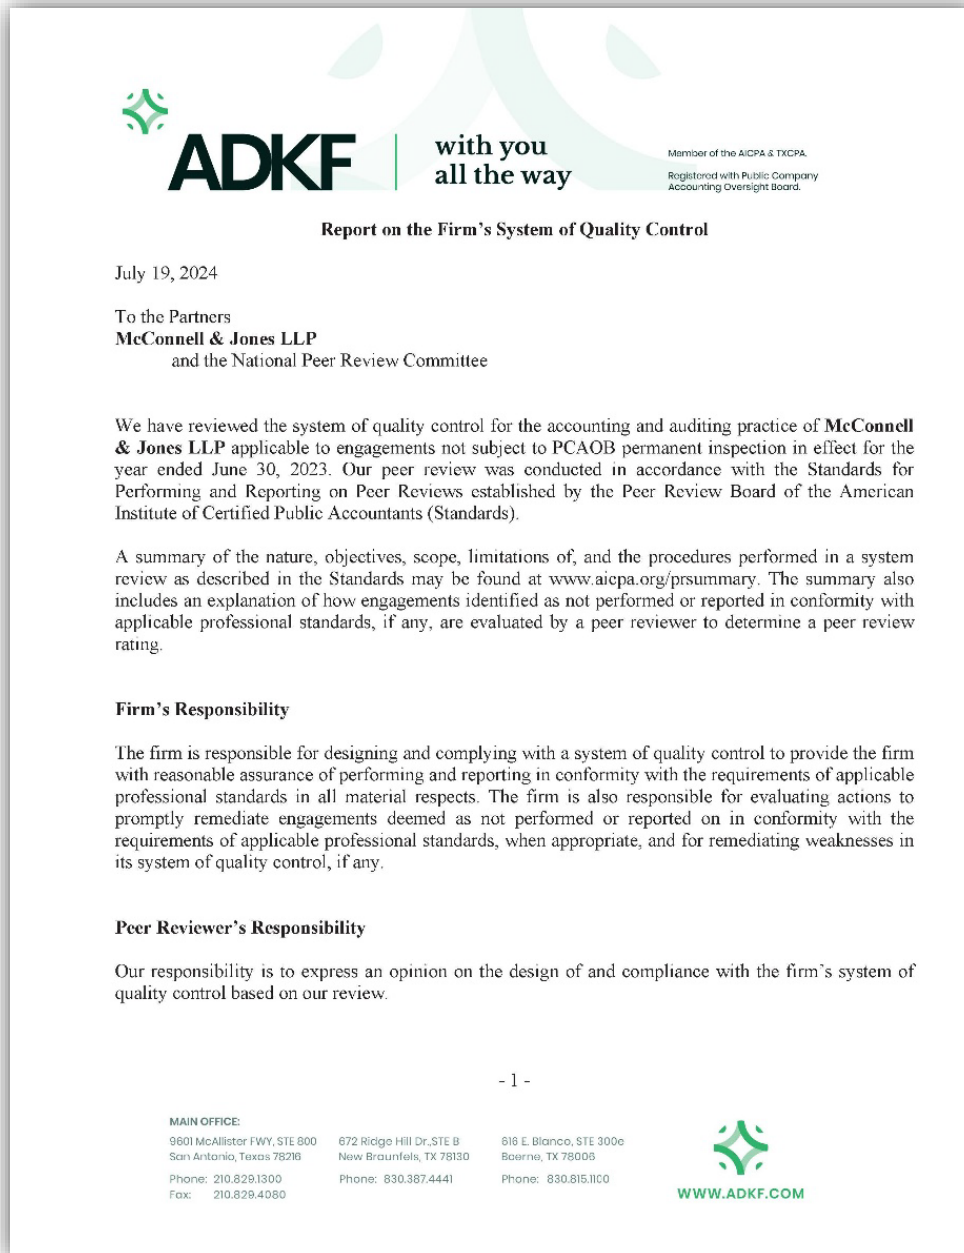 ADKF
with you
all the way
Member of the AICPA & TXCPA.
Registered with Public Company
Accounting Oversight Board.
Report on the Firm's System of Quality Control
July 19, 2024
To the Partners
McConnell & Jones LLP
and the National Peer Review Committee
We have reviewed the system of quality control for the accounting and auditing practice of McConnell
& Jones LLP applicable to engagements not subject to PCAOB permanent inspection in effect for the
year ended June 30, 2023. Our peer review was conducted in accordance with the Standards for
Performing and Reporting on Peer Reviews established by the Peer Review Board of the American
Institute of Certified Public Accountants (Standards).
A summary of the nature, objectives, scope, limitations of, and the procedures performed in a system
review as described in the Standards may be found at www.aicpa.org/prsummary. The summary also
includes an explanation of how engagements identified as not performed or reported in conformity with
applicable professional standards, if any, are evaluated by a peer reviewer to determine a peer review
rating.
Firm's Responsibility
The firm is responsible for designing and complying with a system of quality control to provide the firm
with reasonable assurance of performing and reporting in conformity with the requirements of applicable
professional standards in all material respects. The firm is also responsible for evaluating actions to
promptly remediate engagements deemed as not performed or reported on in conformity with the
requirements of applicable professional standards, when appropriate, and for remediating weaknesses in
its system of quality control, if any.
Peer Reviewer's Responsibility
Our responsibility is to express an opinion on the design of and compliance with the firm's system of
quality control based on our review.
- 1 -
MAIN OFFICE:
9601 McAllister FWY, STE 800
San Antonio, Texas 78216
Phone: 210.829.1300
Fax: 210.829.4080
672 Ridge Hill Dr.,STE B
New Braunfels, TX 78130
Phone: 830.387.4441
616 E. Blanco, STE 300e
Boerne, TX 78006
Phone: 830.815.1100
WWW.ADKF.COM